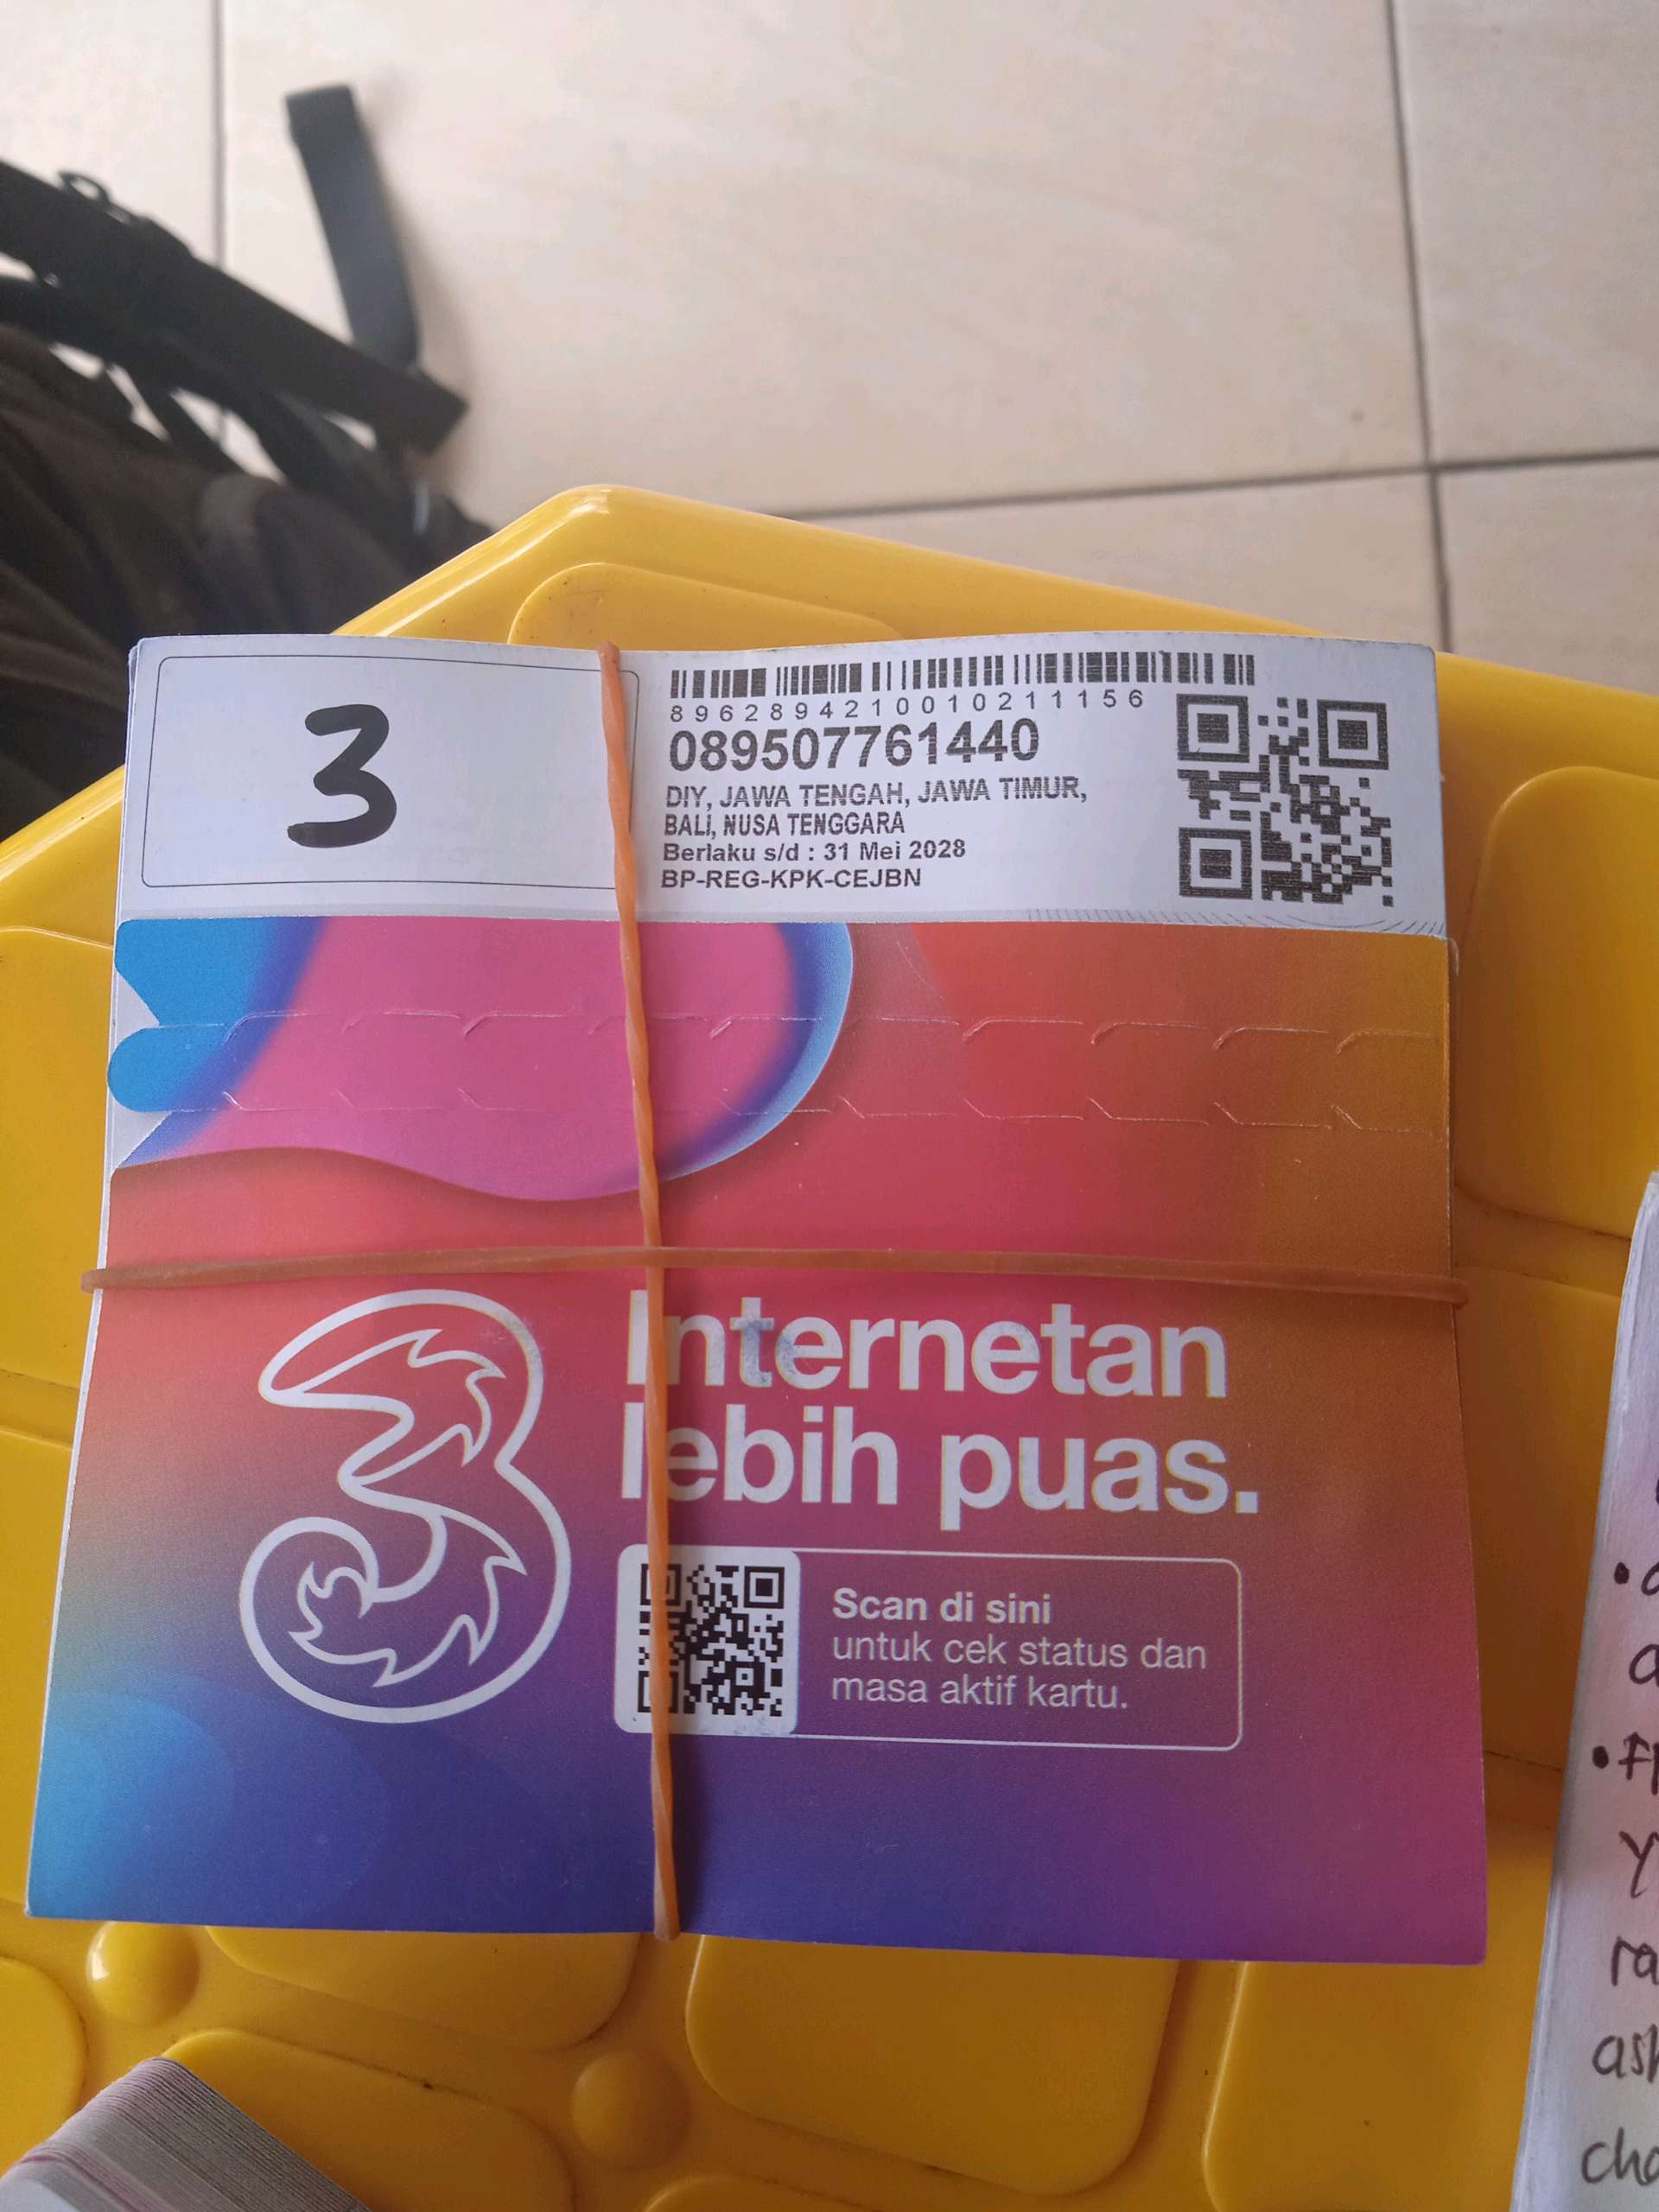 3
8962894210010211156
089507761440
DIY, JAWA TENGAH, JAWA TIMUR,
BALI, NUSA TENGGARA
Berlaku s/d : 31 Mei 2028
BP-REG-KPK-CEJBN
3
Internetan
lebih puas.
Scan di sini
untuk cek status dan
masa aktif kartu.